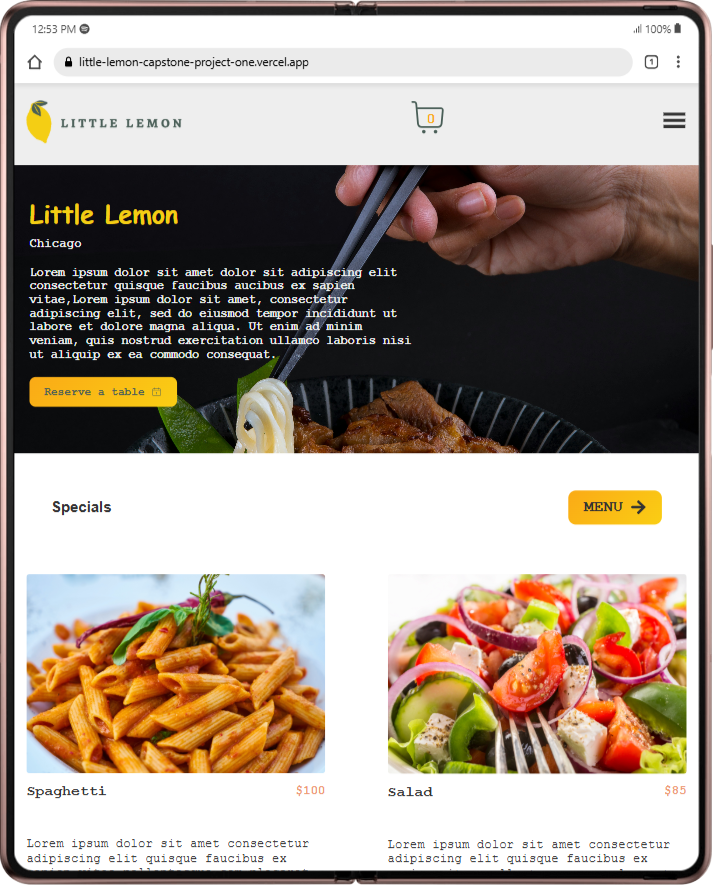 12:53 PM
100%
little-lemon-capstone-project-one.vercel.app
1
LITTLE LEMON
0
Little Lemon
Chicago
Lorem ipsum dolor sit amet dolor sit adipiscing elit
consectetur quisque faucibus aucibus ex sapien
vitae,Lorem ipsum dolor sit amet, consectetur
adipiscing elit, sed do eiusmod tempor incididunt ut
labore et dolore magna aliqua. Ut enim ad minim
veniam, quis nostrud exercitation ullamco laboris nisi
ut aliquip ex ea commodo consequat.
Reserve a table
Specials
MENU
Spaghetti
$100
Salad
$85
Lorem ipsum dolor sit amet consectetur
adipiscing elit quisque faucibus ex
Lorem ipsum dolor sit amet consectetur
adipiscing elit quisque faucibus ex